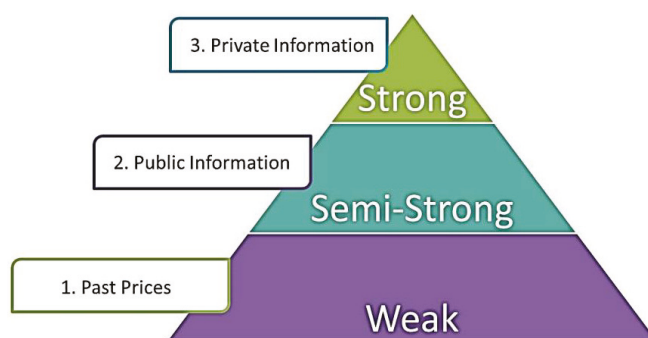 3. Private Information
Strong
2. Public Information
Semi-Strong
1. Past Prices
Weak